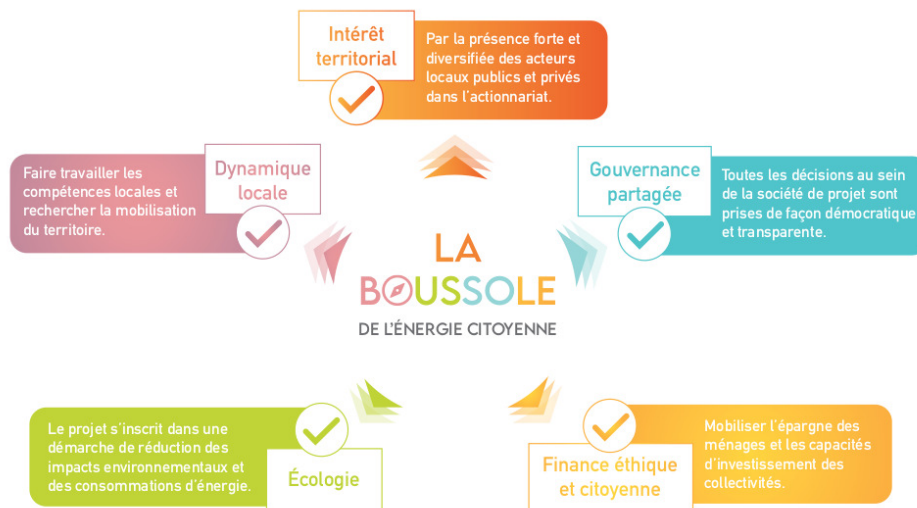 Intérêt
territorial
Par la présence forte et
diversifiée des acteurs
locaux publics et privés
dans l'actionnariat.
Faire travailler les
compétences locales et
rechercher la mobilisation
du territoire.
Dynamique
locale
Gouvernance
partagée
Toutes les décisions au sein
de la société de projet sont
prises de façon démocratique
et transparente.
LA
BOUSSOLE
DE L'ÉNERGIE CITOYENNE
Le projet s'inscrit dans une
démarche de réduction des
impacts environnementaux et
des consommations d'énergie.
Écologie
Finance éthique
et citoyenne
Mobiliser l'épargne des
ménages et les capacités
d'investissement des
collectivités.